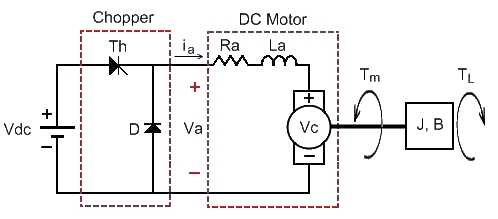 Chopper
DC Motor
Th
ia
Ra
La
Tm
TL
+
+
+
Vdc
D
Va
Vc
J, B
−
−
−